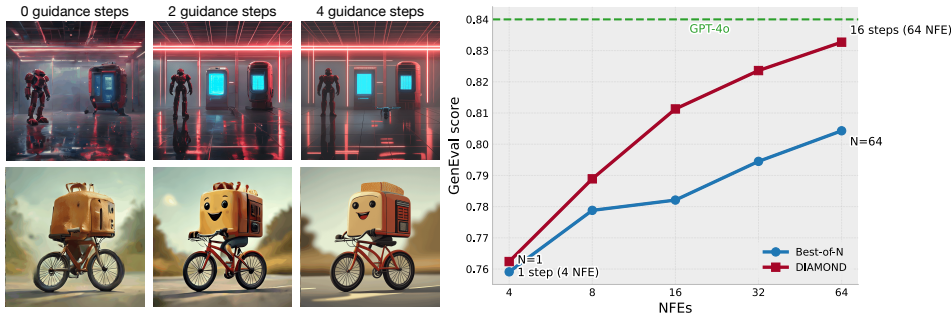 0 guidance steps
2 guidance steps
4 guidance steps
0.84
0.83
0.82
0.81
0.80
0.79
0.78
0.77
0.76
GenEval score
GPT-4o
16 steps (64 NFE)
N=64
N=1
1 step (4 NFE)
Best-of-N
DIAMOND
4
8
16
32
64
NFEs